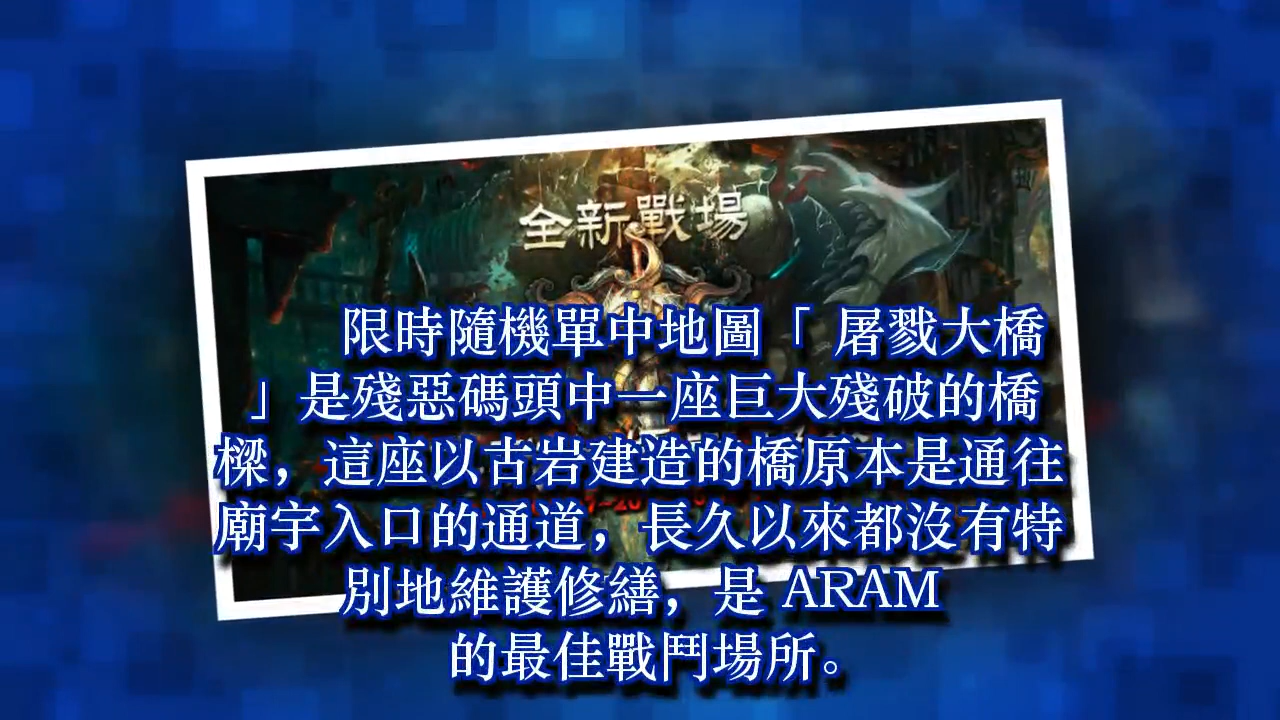 全新戰場
限時隨機單中地圖「 屠戮大橋
」是殘惡碼頭中一座巨大殘破的橋
樑，這座以古岩建造的橋原本是通往
廟宇入口的通道，長久以來都沒有特
別地維護修繕，是 ARAM
的最佳戰鬥場所。